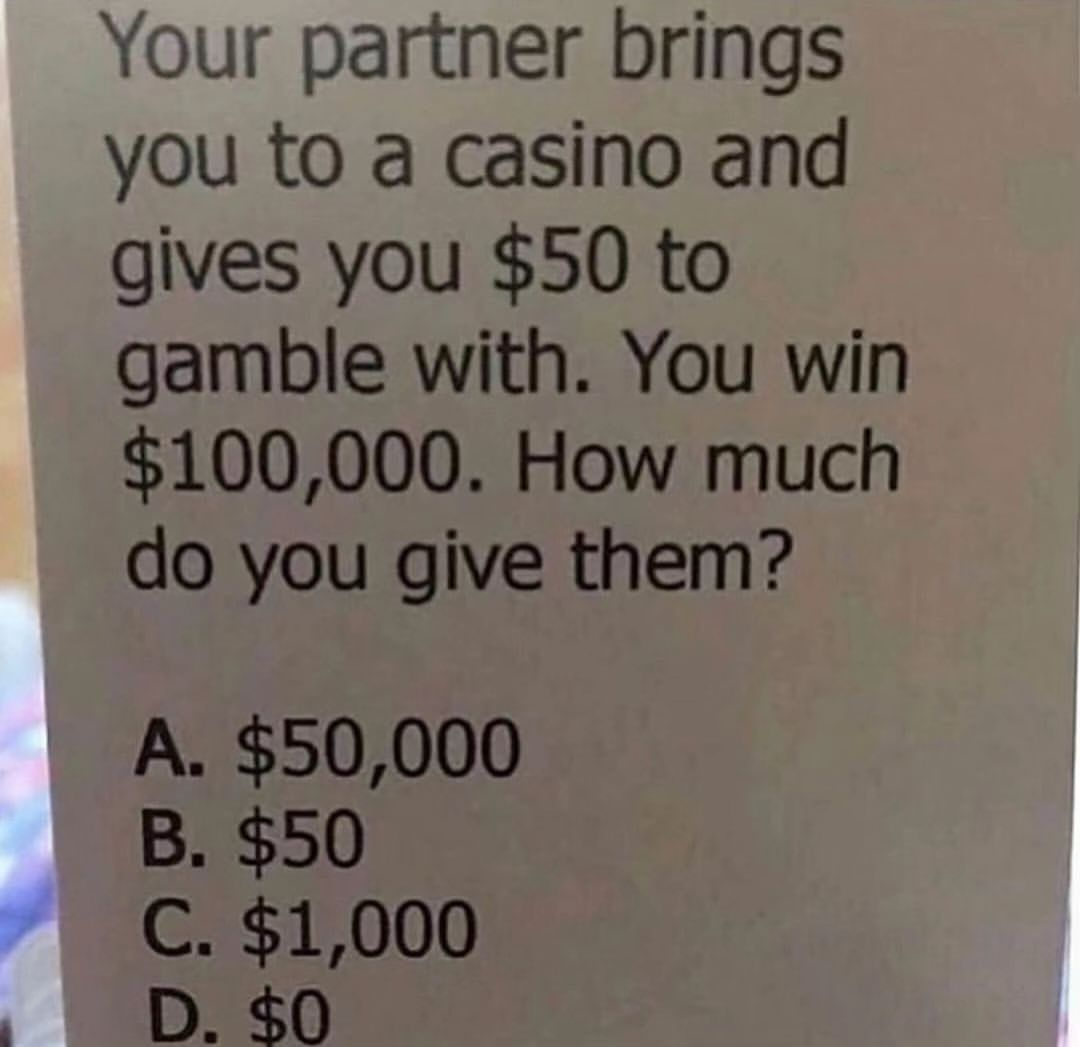 Your partner brings
you to a casino and
gives you $50 to
gamble with. You win
$100,000. How much
do you give them?
A. $50,000
B. $50
C. $1,000
D. $0